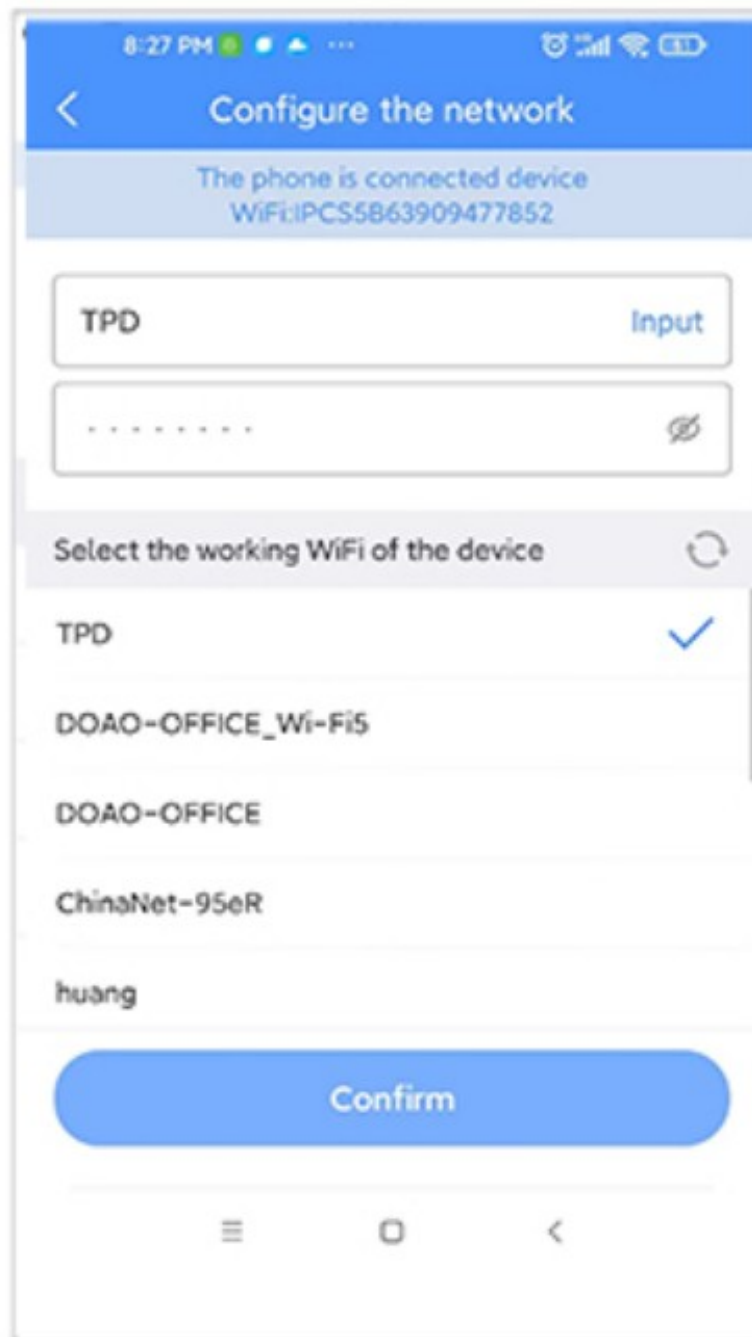 8:27 PM
Configure the network
The phone is connected device
WiFi:IPCS5B63909477852
TPD
Input
Select the working WiFi of the device
TPD
DOAO-OFFICE_Wi-Fi5
DOAO-OFFICE
ChinaNet-95eR
huang
Confirm